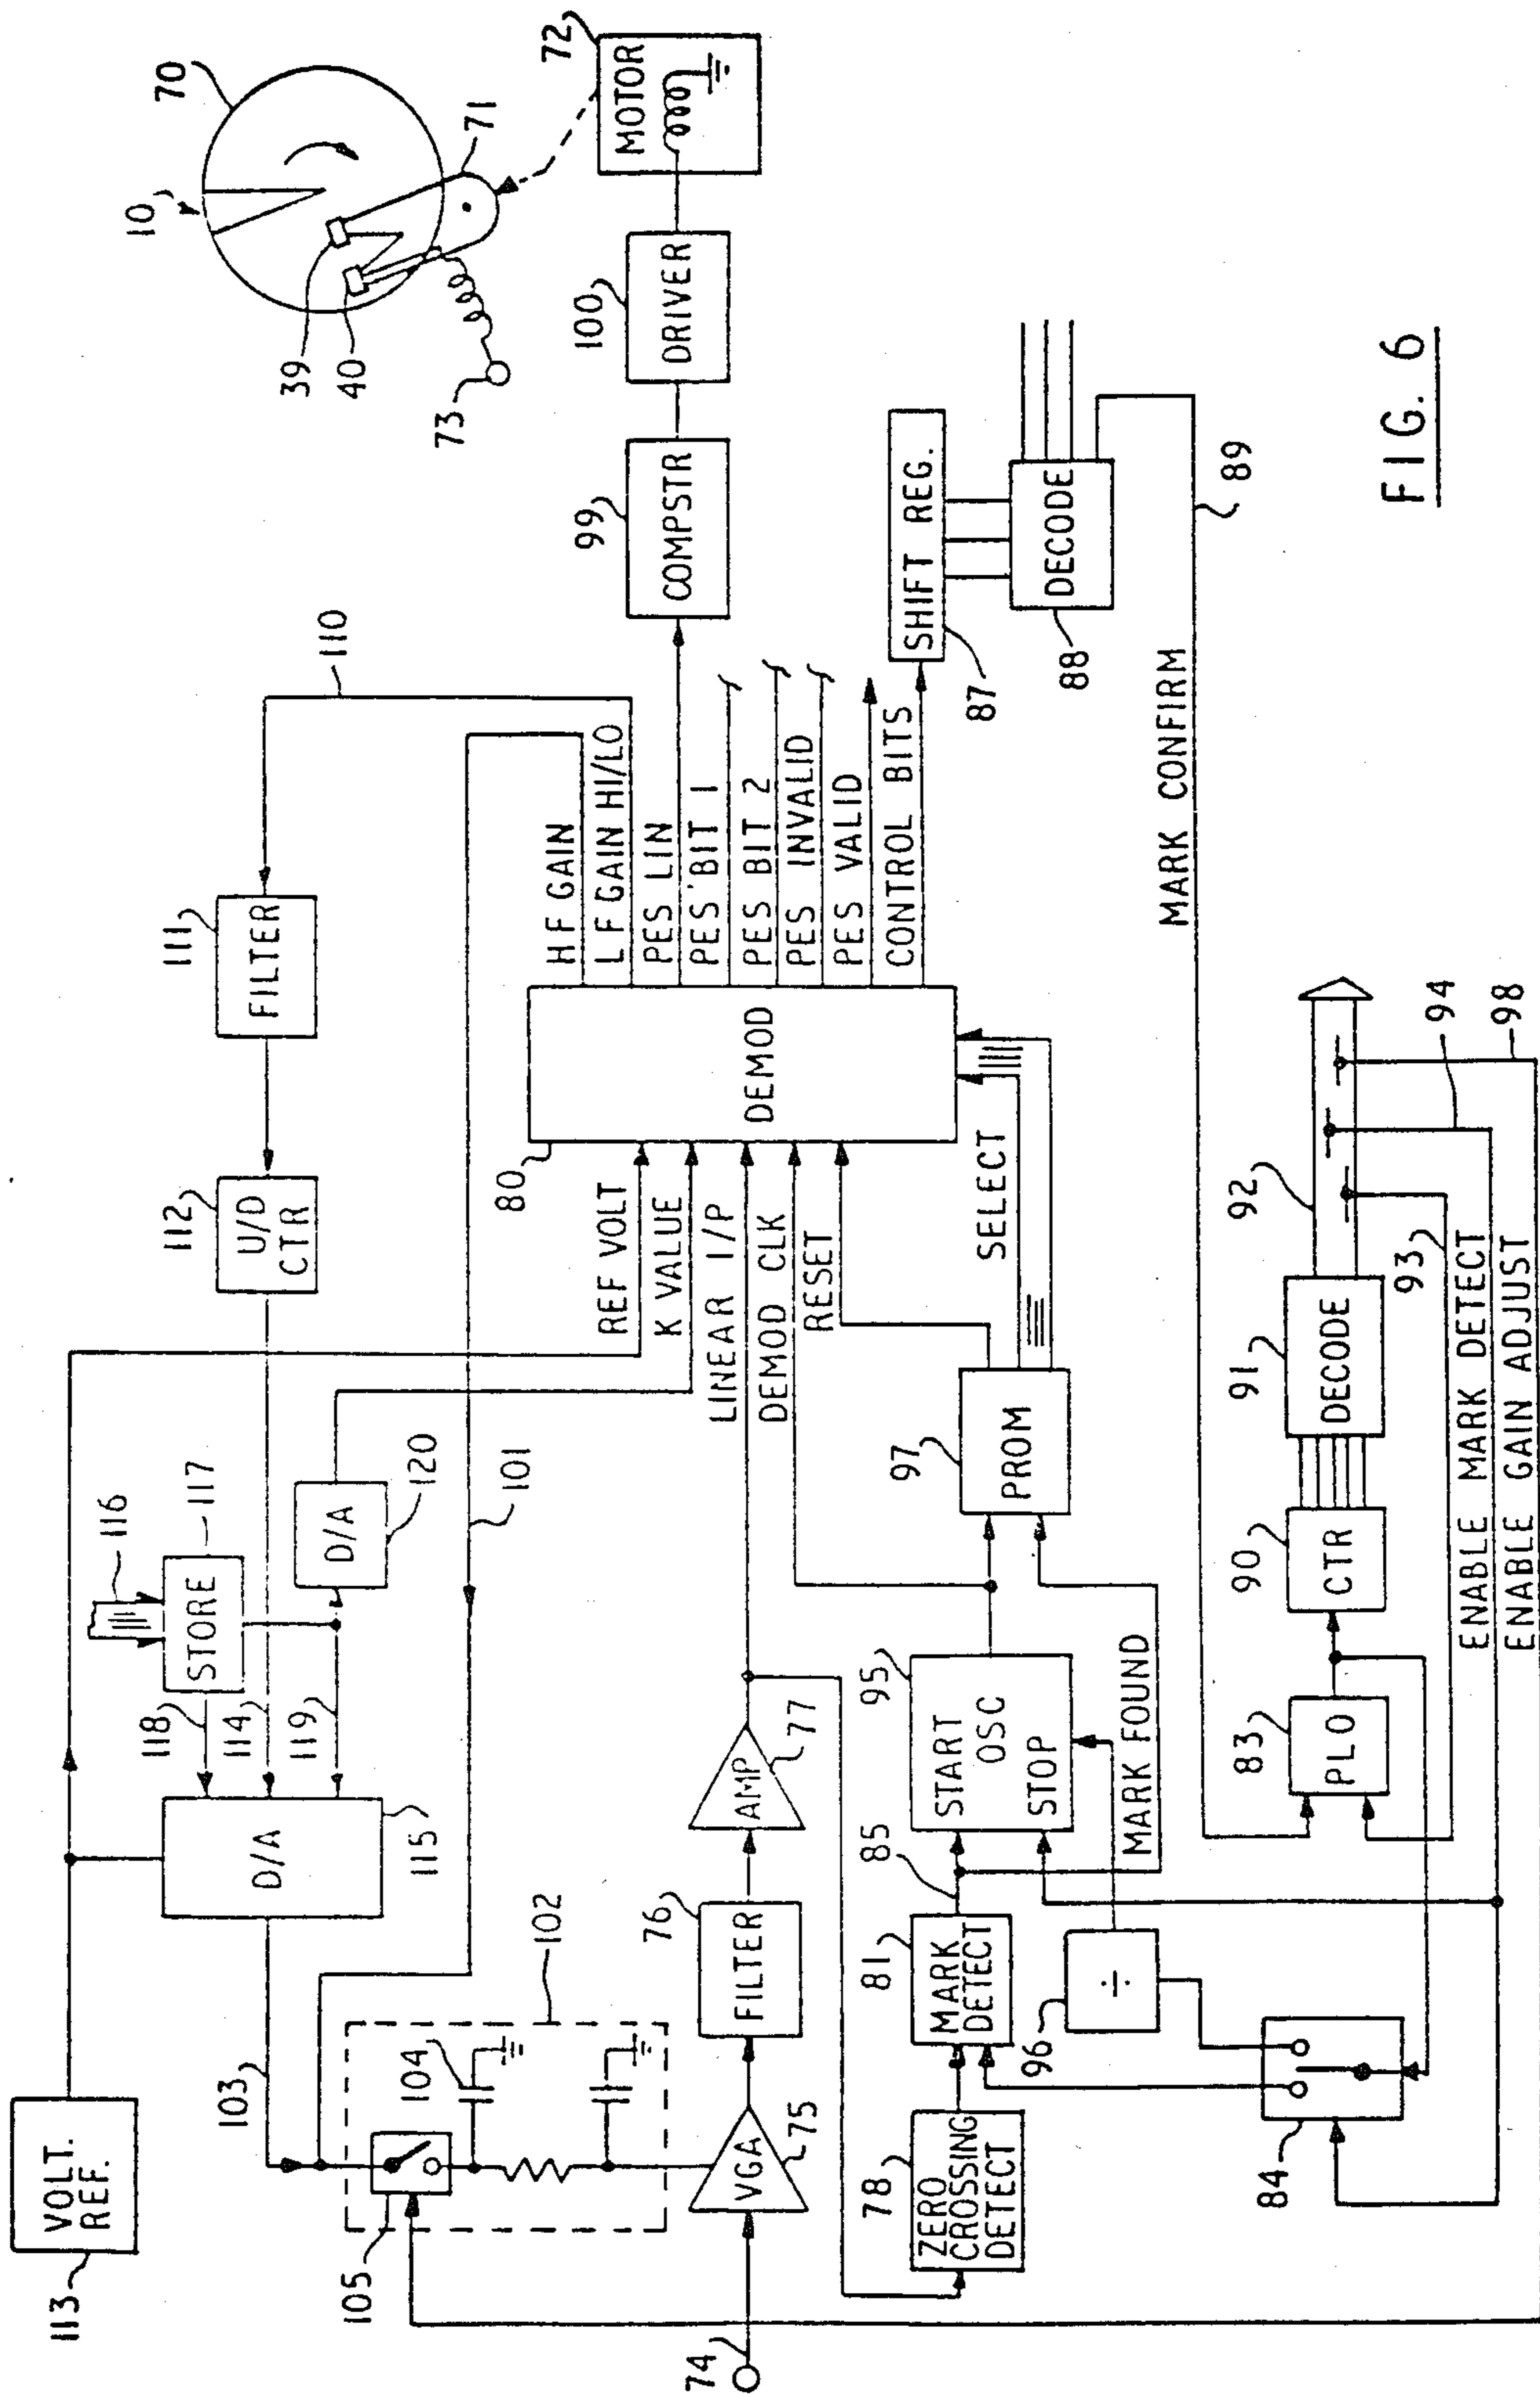 113
VOLT.
REF.
103
D/A
115
118
114
119
116
STORE
117
D/A
120
112
U/D
CTR
111
FILTER
110
101
10
70
71
39
40
73
72
MOTOR
100
DRIVER
99
COMPSTR
105
104
102
74
VGA
75
76
FILTER
AMP
77
REF VOLT
K VALUE
LINEAR I/P
DEMOD CLK
RESET
SELECT
80
DEMOD
HF GAIN
LF GAIN HI/LO
PES LIN
PES BIT 1
PES BIT 2
PES INVALID
PES VALID
CONTROL BITS
SHIFT REG.
87
DECODE
88
89
MARK CONFIRM
78
ZERO
CROSSING
DETECT
81
MARK
DETECT
85
95
START
OSC
STOP
MARK FOUND
97
PROM
96
÷
84
83
PLO
90
CTR
91
DECODE
92
93
94
98
ENABLE MARK DETECT
ENABLE GAIN ADJUST
FIG. 6